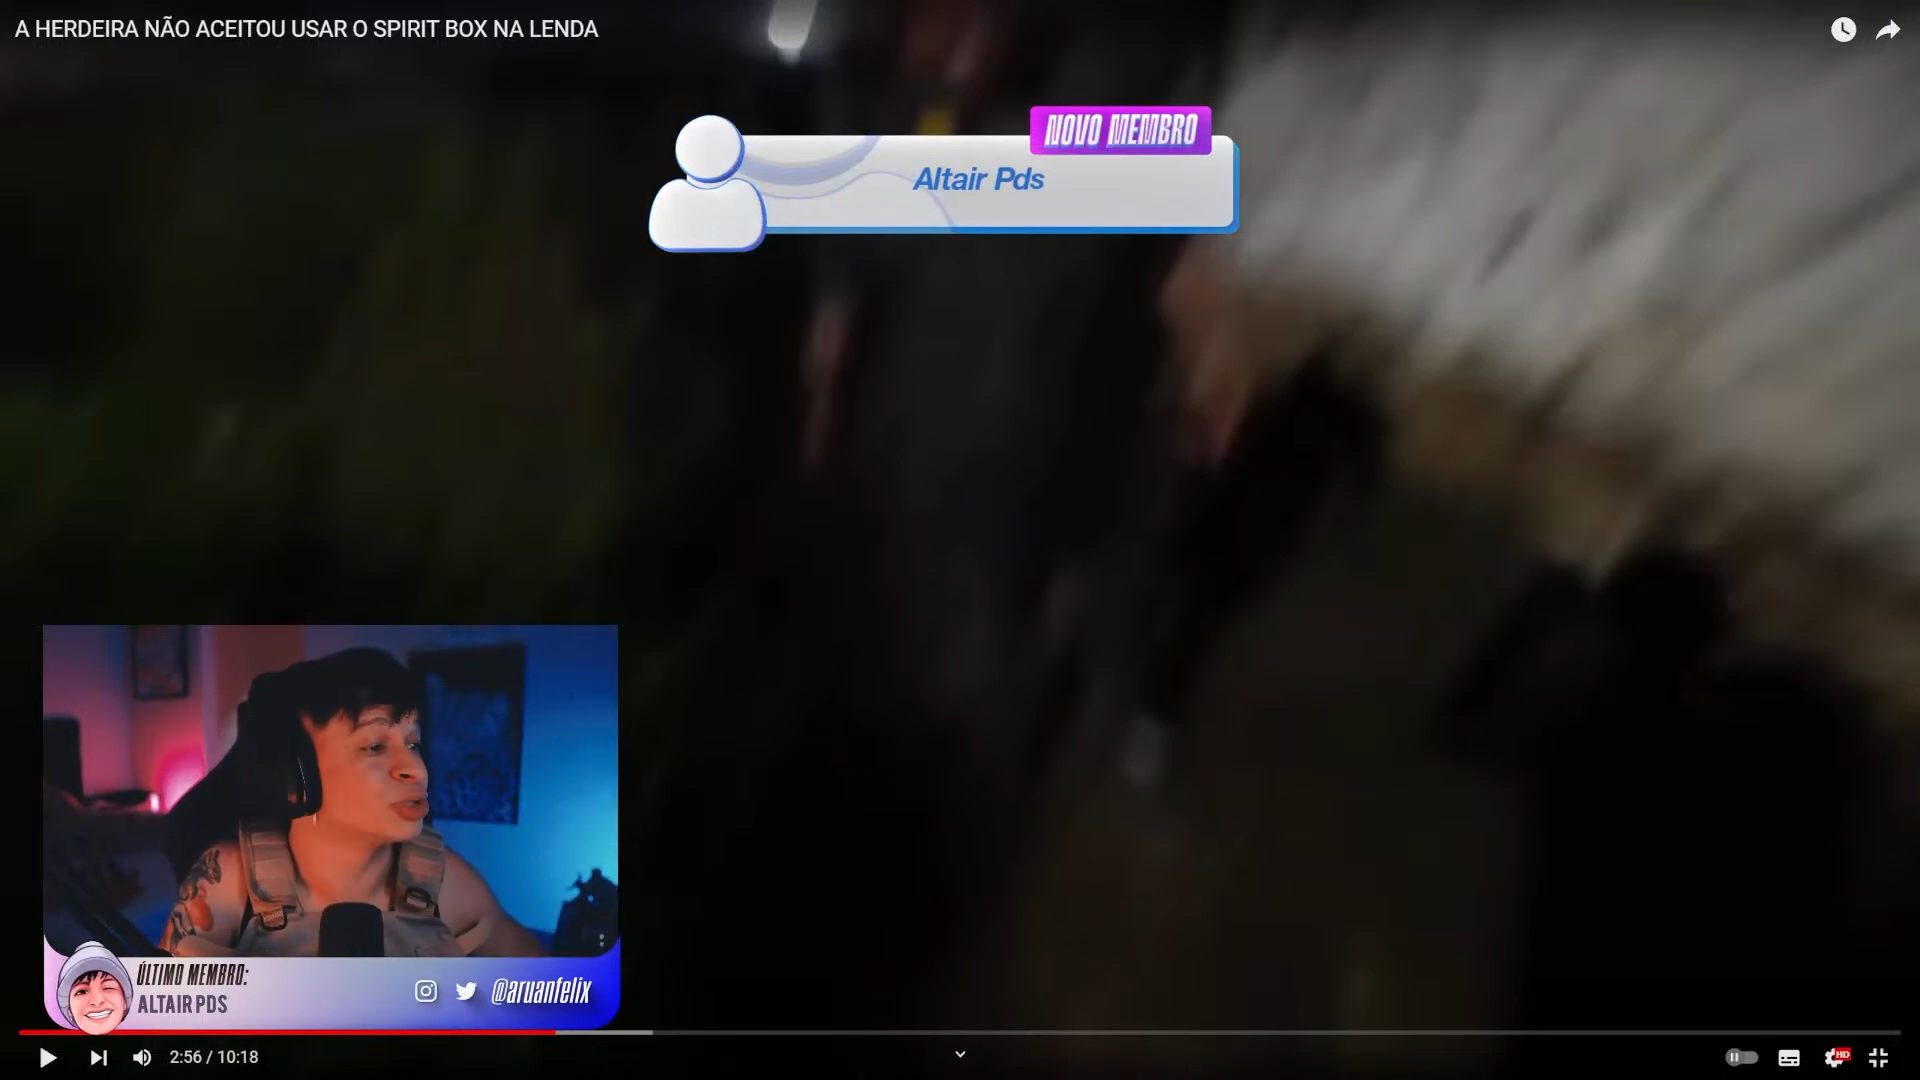 A HERDEIRA NÃO ACEITOU USAR O SPIRIT BOX NA LENDA
NOVO MEMBRO
Altair Pds
ÚLTIMO MEMBRO:
ALTAIR PDS
@aruanfelix
2:56 / 10:18
HD